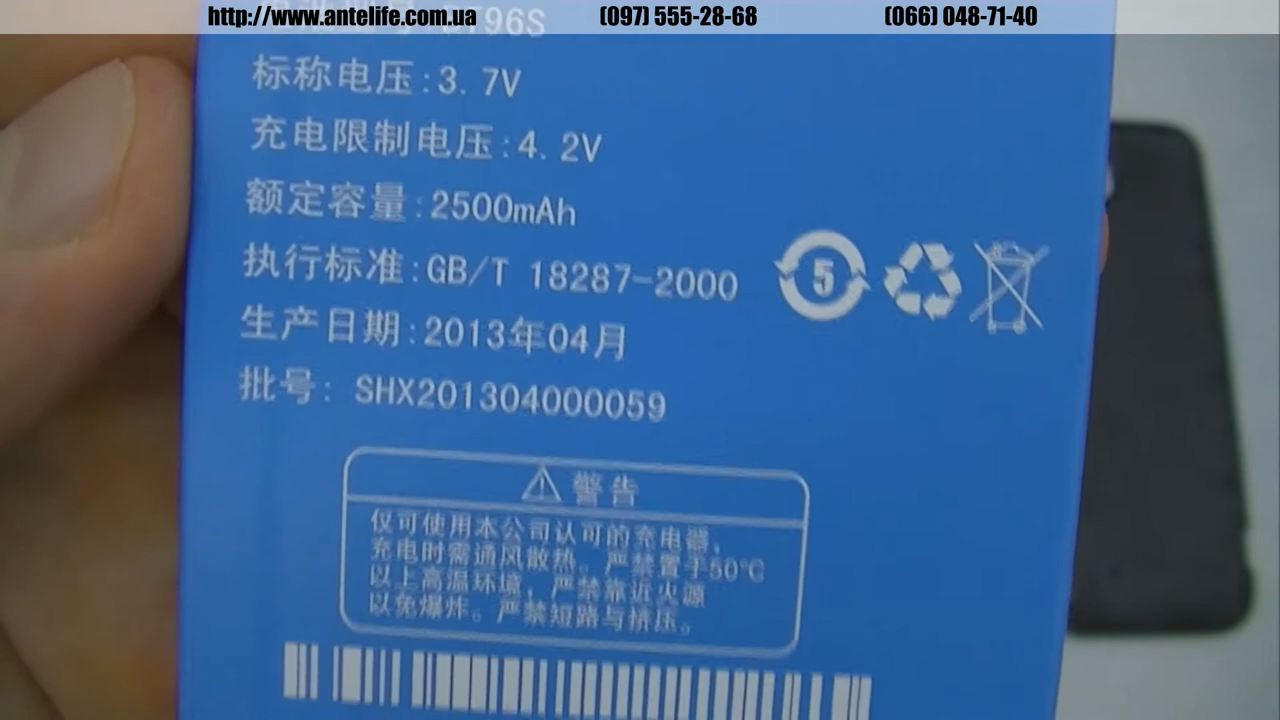 http://www.antelife.com.ua (097) 555-28-68 (066) 048-71-40
标称电压:3.7V
充电限制电压:4.2V
额定容量:2500mAh
执行标准:GB/T 18287-2000
5
生产日期:2013年04月
批号: SHX201304000059
警告
仅可使用本公司认可的充电器,
充电时需通风散热。严禁置于50℃
以上高温环境,严禁靠近火源
以免爆炸。严禁短路与挤压。